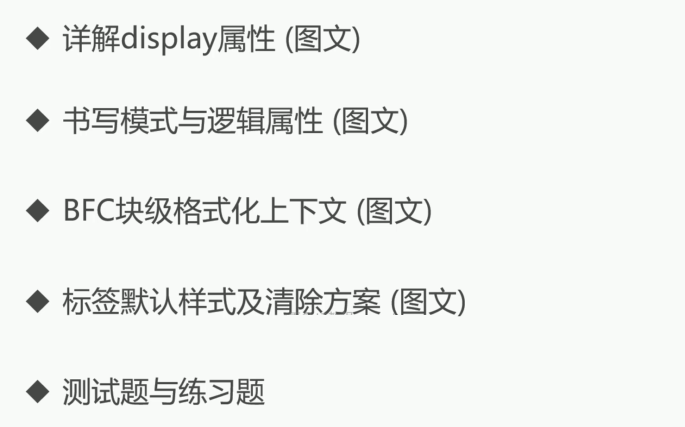 ◆ 详解display属性 (图文)
◆ 书写模式与逻辑属性 (图文)
◆ BFC块级格式化上下文 (图文)
◆ 标签默认样式及清除方案 (图文)
◆ 测试题与练习题